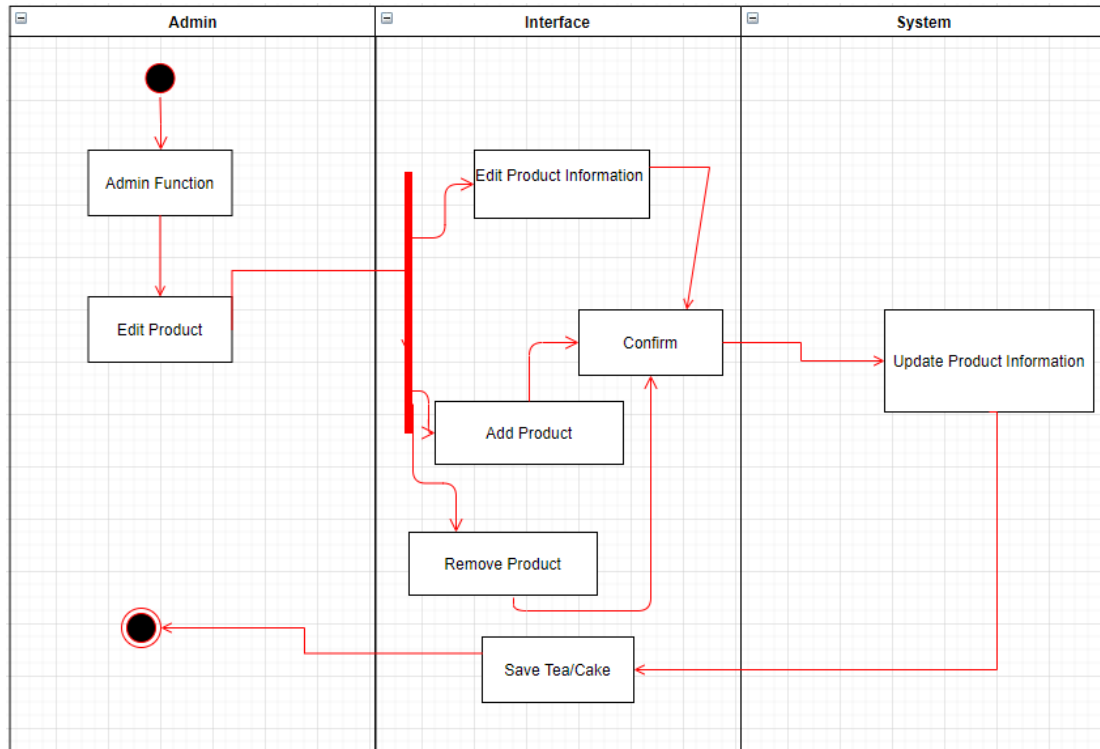 Admin
Interface
System
Admin Function
Edit Product Information
Edit Product
Confirm
Update Product Information
Add Product
Remove Product
Save Tea/Cake